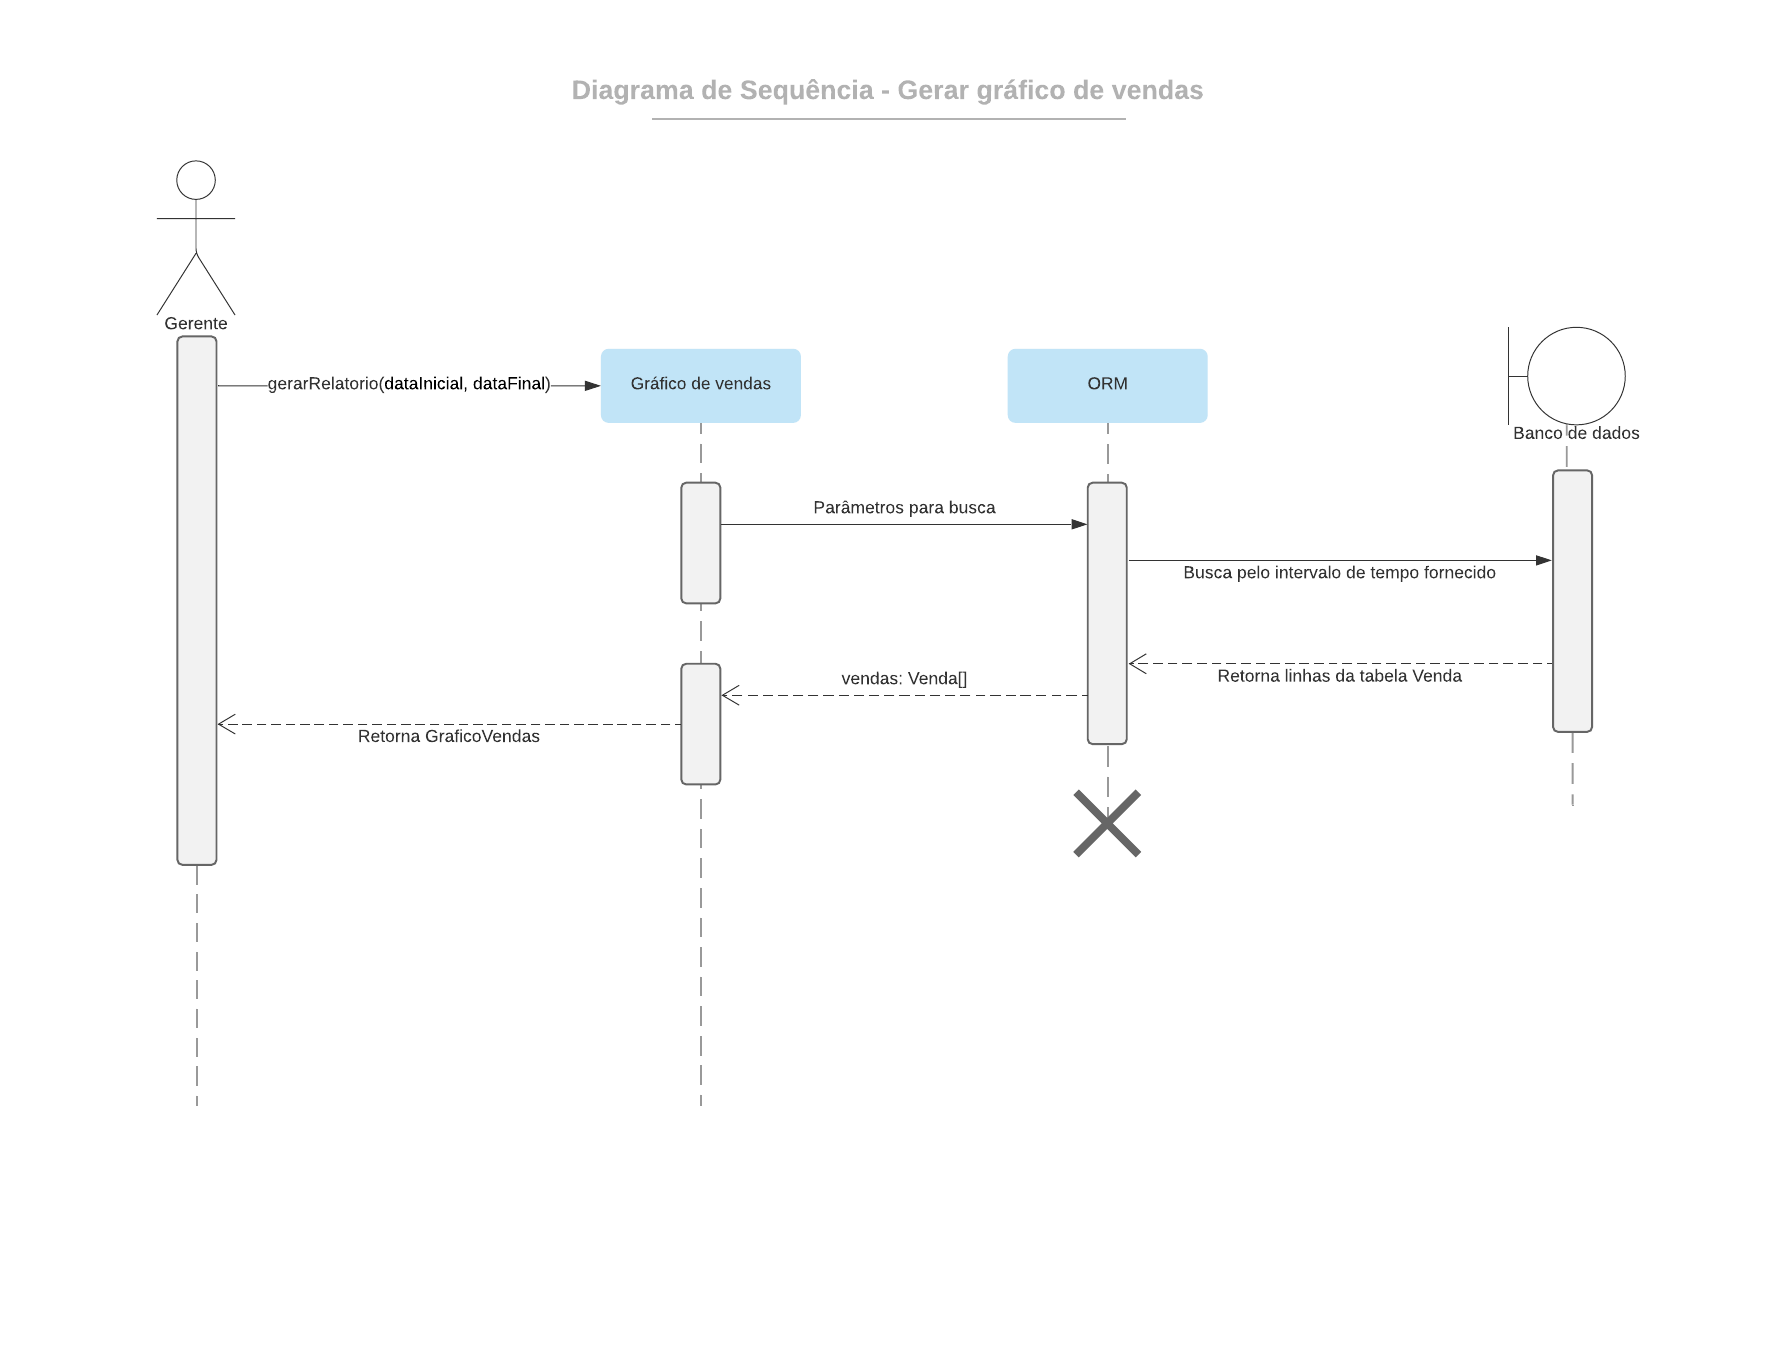 Diagrama de Sequência - Gerar gráfico de vendas
Gerente
gerarRelatorio(dataInicial, dataFinal)
Gráfico de vendas
ORM
Banco de dados
Parâmetros para busca
Busca pelo intervalo de tempo fornecido
Retorna linhas da tabela Venda
vendas: Venda[]
Retorna GraficoVendas